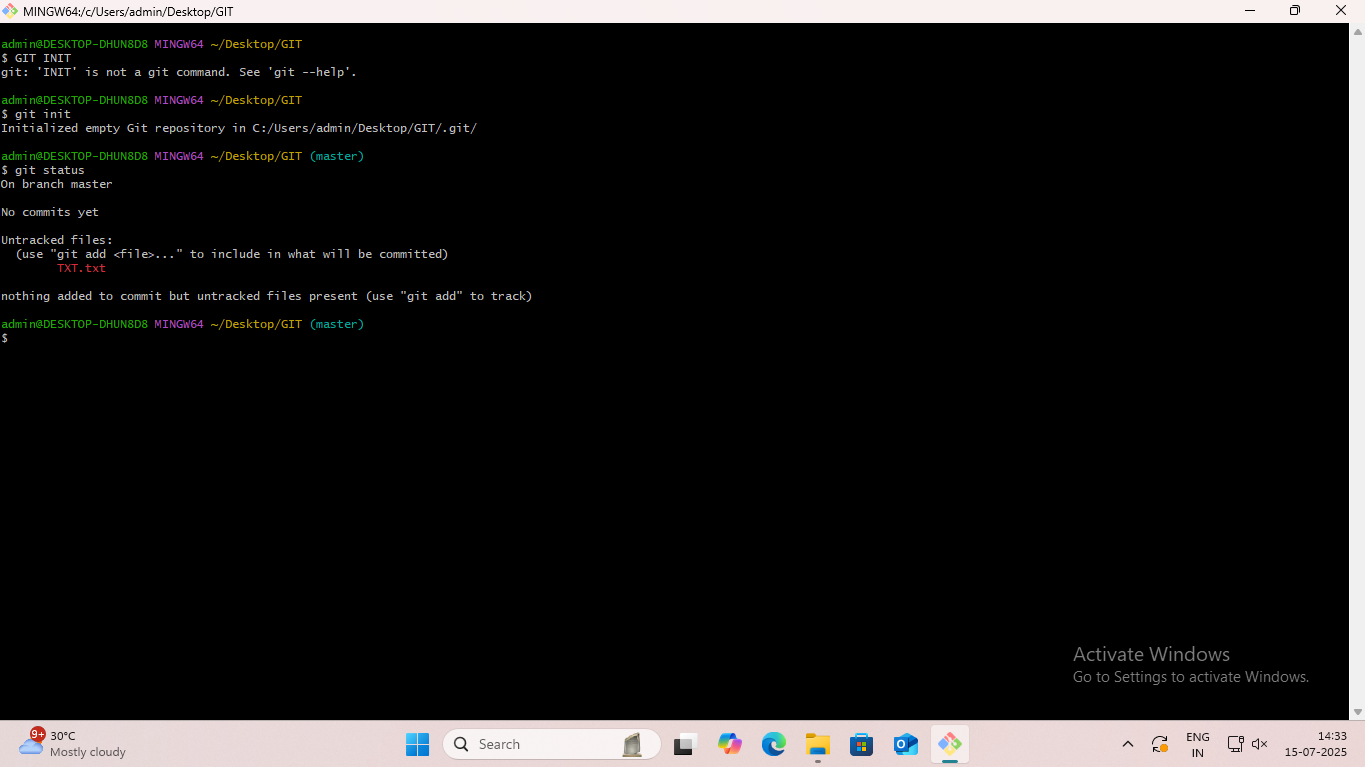 MINGW64:/c/Users/admin/Desktop/GIT
admin@DESKTOP-DHUN8D8 MINGW64 ~/Desktop/GIT
$ GIT INIT
git: 'INIT' is not a git command. See 'git --help'.
admin@DESKTOP-DHUN8D8 MINGW64 ~/Desktop/GIT
$ git init
Initialized empty Git repository in C:/Users/admin/Desktop/GIT/.git/
admin@DESKTOP-DHUN8D8 MINGW64 ~/Desktop/GIT (master)
$ git status
On branch master
No commits yet
Untracked files:
(use "git add <file>..." to include in what will be committed)
TXT.txt
nothing added to commit but untracked files present (use "git add" to track)
admin@DESKTOP-DHUN8D8 MINGW64 ~/Desktop/GIT (master)
$
Activate Windows
Go to Settings to activate Windows.
9+
30°C
Mostly cloudy
Search
ENG
IN
14:33
15-07-2025